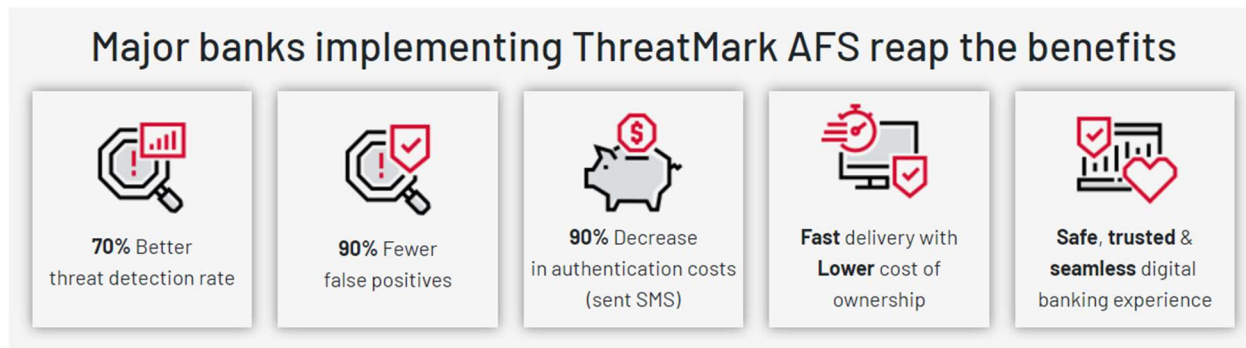 Major banks implementing ThreatMark AFS reap the benefits
70% Better
threat detection rate
90% Fewer
false positives
90% Decrease
in authentication costs
(sent SMS)
Fast delivery with
Lower cost of
ownership
Safe, trusted &
seamless digital
banking experience